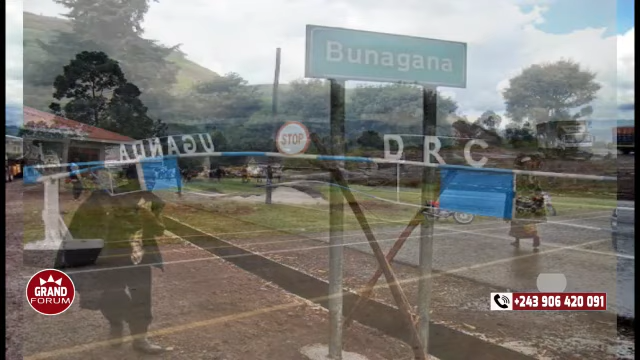 Bunagana
STOP
UGANDA
DRC
GRAND
FORUM
+243 906 420 091